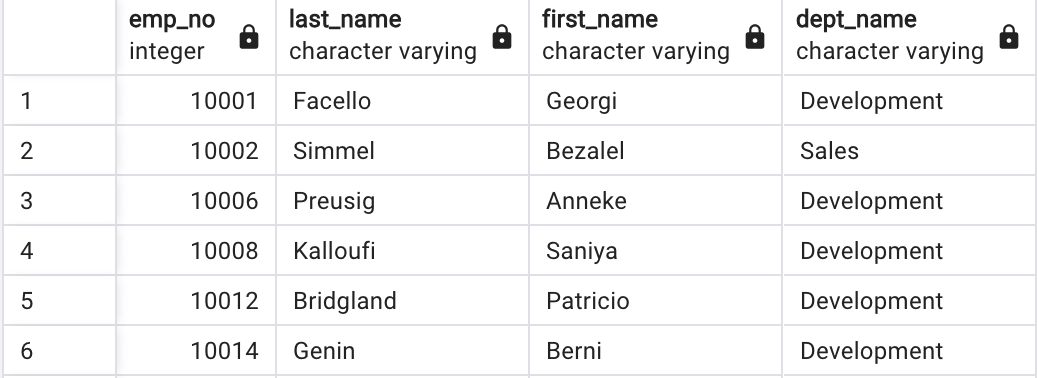 emp_no last_name first_name dept_name
integer character varying character varying character varying
1 10001 Facello Georgi Development
2 10002 Simmel Bezalel Sales
3 10006 Preusig Anneke Development
4 10008 Kalloufi Saniya Development
5 10012 Bridgland Patricio Development
6 10014 Genin Berni Development